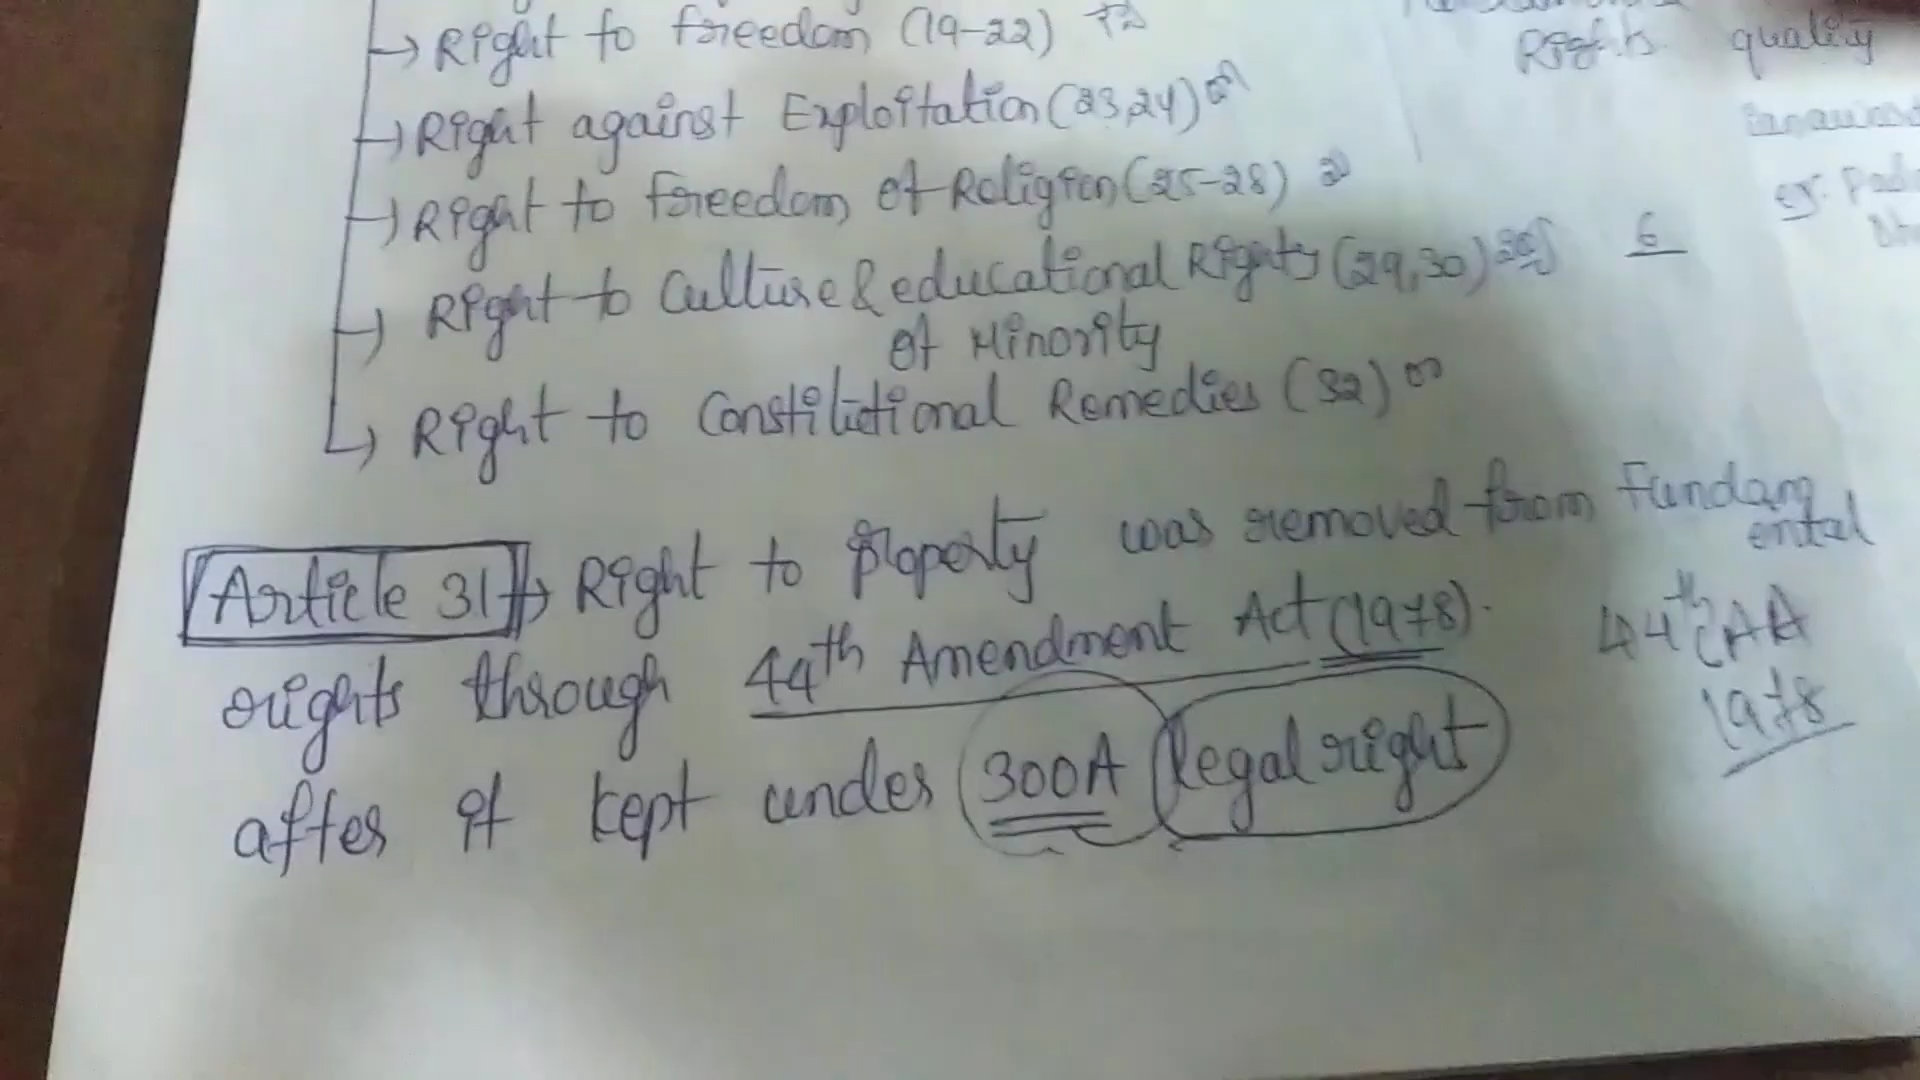 → Right to freedom (19-22)
→ Right against Exploitation (23,24)
→ Right to freedom of Religion (25-28)
→ Right to Culture & educational Rights (29,30)
of Minority
6
→ Right to Constitutional Remedies (32)
Article 31 → Right to property was removed from Fundam
ental
rights through 44th Amendment Act (1978).
after it kept under 300A legal right
44th CAA
1978
Rights quality